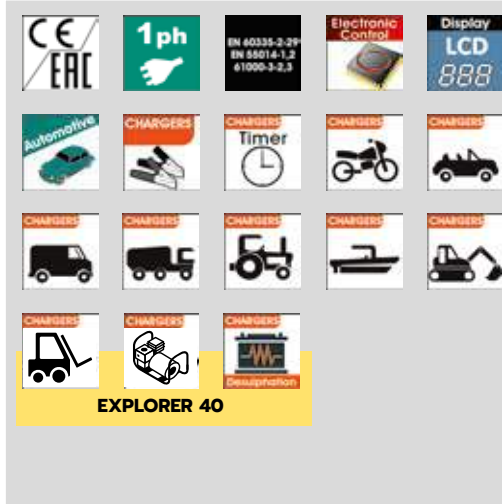 CE
EAC
1ph
EN 60335-2-29*
EN 55014-1,2
61000-3-2,3
Electronic
Control
Display
LCD
888
Automotive
CHARGERS
CHARGERS
Timer
CHARGERS
CHARGERS
CHARGERS
CHARGERS
CHARGERS
CHARGERS
CHARGERS
CHARGERS
CHARGERS
CHARGERS
Desulphation
EXPLORER 40